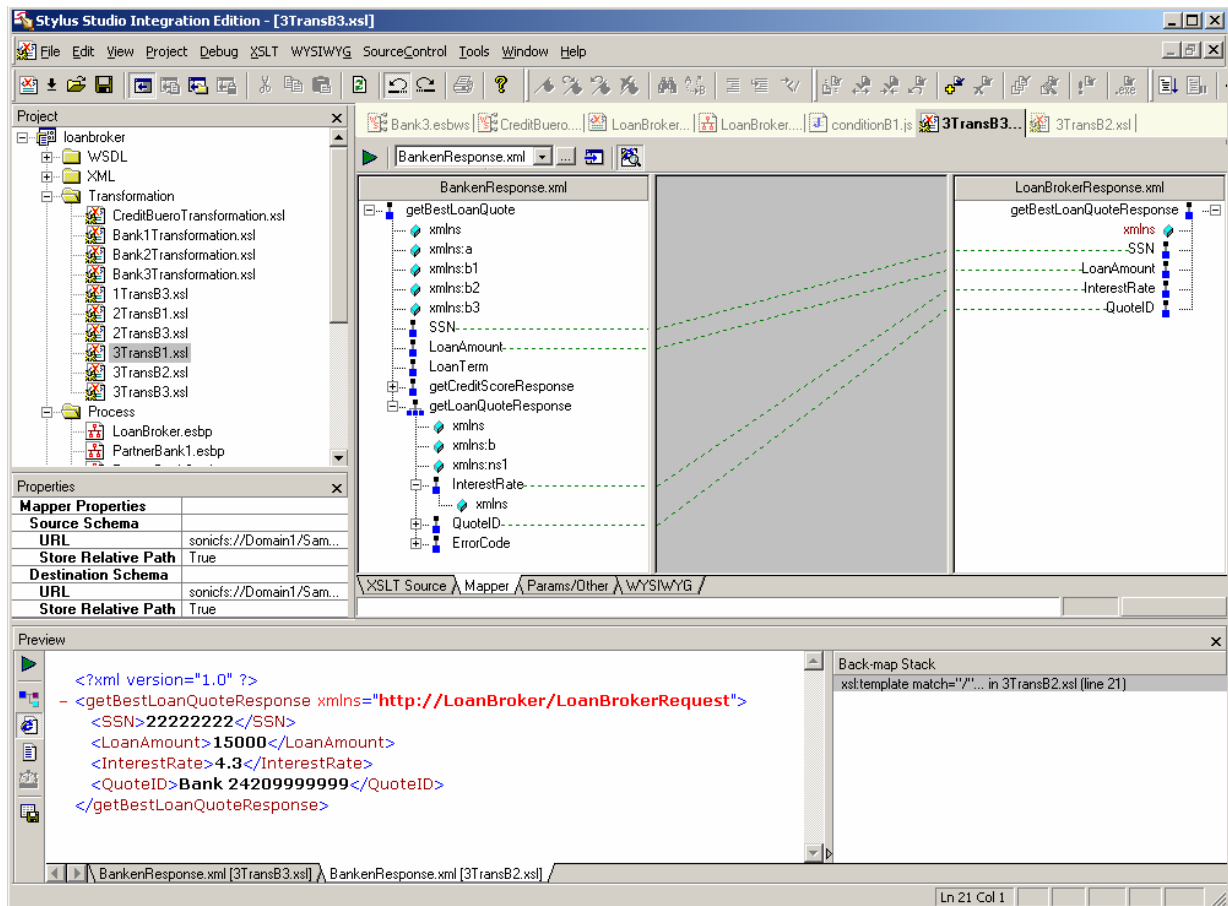 Stylus Studio Integration Edition - [3TransB3.xsl]
File Edit View Project Debug XSLT WYSIWYG SourceControl Tools Window Help
.exe
Project
loanbroker
WSDL
XML
Transformation
CreditBueroTransformation.xsl
Bank1Transformation.xsl
Bank2Transformation.xsl
Bank3Transformation.xsl
1TransB3.xsl
2TransB1.xsl
2TransB3.xsl
3TransB1.xsl
3TransB2.xsl
3TransB3.xsl
Process
LoanBroker.esbp
PartnerBank1.esbp
Properties
Mapper Properties
Source Schema
URL sonicfs://Domain1/Sam...
Store Relative Path True
Destination Schema
URL sonicfs://Domain1/Sam...
Store Relative Path True
Bank3.esbws CreditBuero.... LoanBroker... LoanBroker.... conditionB1.js 3TransB3... 3TransB2.xsl
BankenResponse.xml ...
BankenResponse.xml
getBestLoanQuote
xmlns
xmlns:a
xmlns:b1
xmlns:b2
xmlns:b3
SSN
LoanAmount
LoanTerm
getCreditScoreResponse
getLoanQuoteResponse
xmlns
xmlns:b
xmlns:ns1
InterestRate
xmlns
QuoteID
ErrorCode
LoanBrokerResponse.xml
getBestLoanQuoteResponse
xmlns
SSN
LoanAmount
InterestRate
QuoteID
XSLT Source Mapper Params/Other WYSIWYG
Preview
<?xml version="1.0" ?>
- <getBestLoanQuoteResponse xmlns="http://LoanBroker/LoanBrokerRequest">
<SSN>22222222</SSN>
<LoanAmount>15000</LoanAmount>
<InterestRate>4.3</InterestRate>
<QuoteID>Bank 24209999999</QuoteID>
</getBestLoanQuoteResponse>
Back-map Stack
xsl:template match="/"... in 3TransB2.xsl (line 21)
BankenResponse.xml [3TransB3.xsl] BankenResponse.xml [3TransB2.xsl]
Ln 21 Col 1